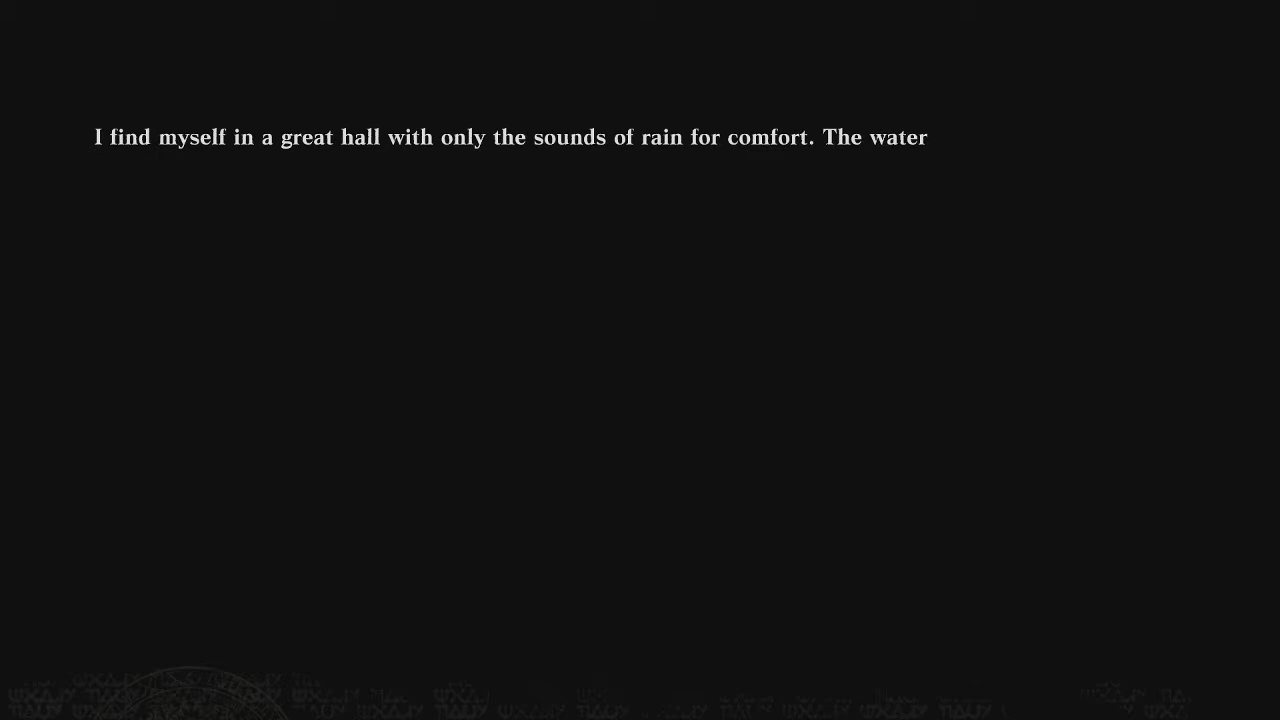 I find myself in a great hall with only the sounds of rain for comfort. The water